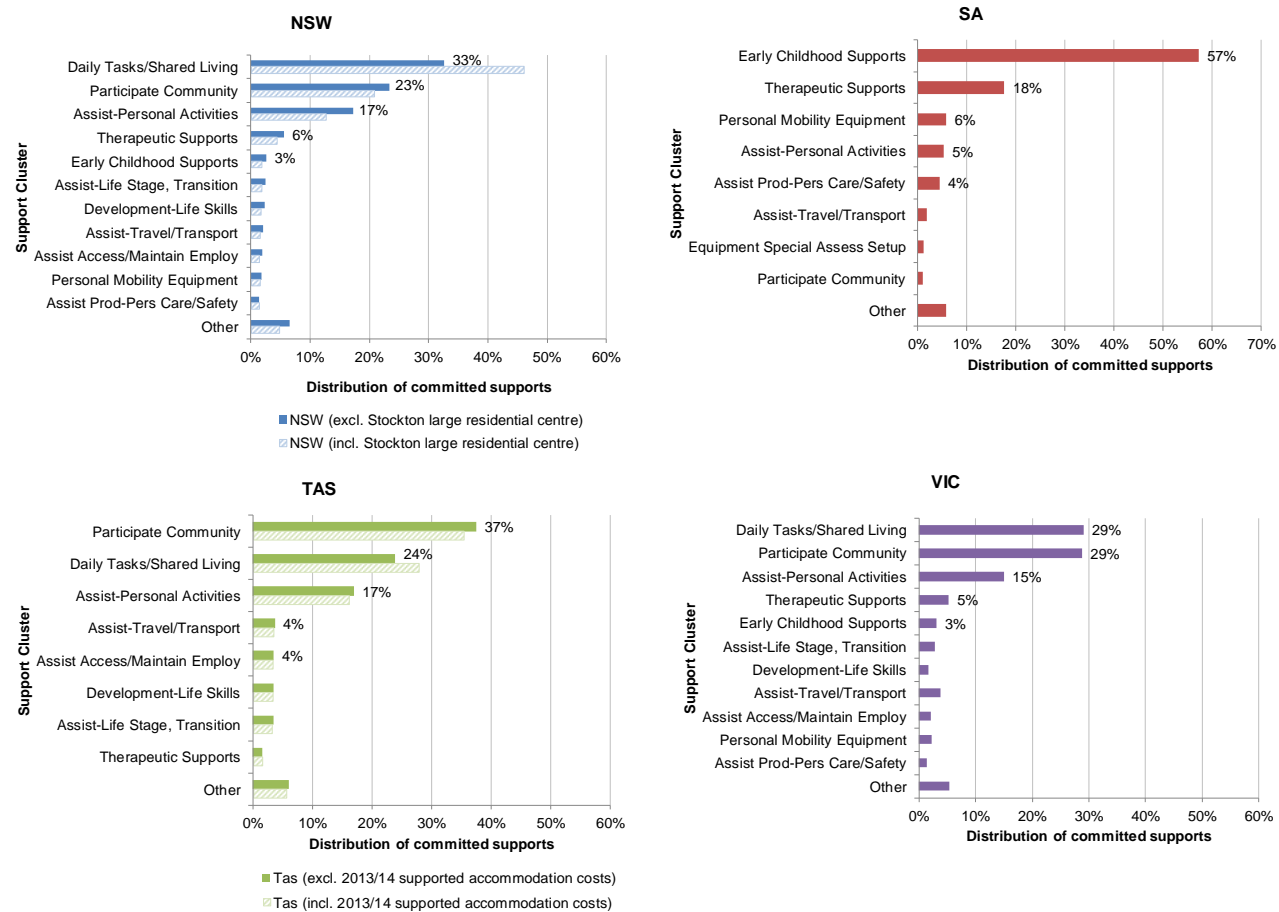 NSW
Support Cluster
Daily Tasks/Shared Living
33%
Participate Community
23%
Assist-Personal Activities
17%
Therapeutic Supports
6%
Early Childhood Supports
3%
Assist-Life Stage, Transition
Development-Life Skills
Assist-Travel/Transport
Assist Access/Maintain Employ
Personal Mobility Equipment
Assist Prod-Pers Care/Safety
Other
0% 10% 20% 30% 40% 50% 60%
Distribution of committed supports
NSW (excl. Stockton large residential centre)
NSW (incl. Stockton large residential centre)
SA
Support Cluster
Early Childhood Supports
57%
Therapeutic Supports
18%
Personal Mobility Equipment
6%
Assist-Personal Activities
5%
Assist Prod-Pers Care/Safety
4%
Assist-Travel/Transport
Equipment Special Assess Setup
Participate Community
Other
0% 10% 20% 30% 40% 50% 60% 70%
Distribution of committed supports
TAS
Support Cluster
Participate Community
37%
Daily Tasks/Shared Living
24%
Assist-Personal Activities
17%
Assist-Travel/Transport
4%
Assist Access/Maintain Employ
4%
Development-Life Skills
Assist-Life Stage, Transition
Therapeutic Supports
Other
0% 10% 20% 30% 40% 50% 60%
Distribution of committed supports
Tas (excl. 2013/14 supported accommodation costs)
Tas (incl. 2013/14 supported accommodation costs)
VIC
Support Cluster
Daily Tasks/Shared Living
29%
Participate Community
29%
Assist-Personal Activities
15%
Therapeutic Supports
5%
Early Childhood Supports
3%
Assist-Life Stage, Transition
Development-Life Skills
Assist-Travel/Transport
Assist Access/Maintain Employ
Personal Mobility Equipment
Assist Prod-Pers Care/Safety
Other
0% 10% 20% 30% 40% 50% 60%
Distribution of committed supports